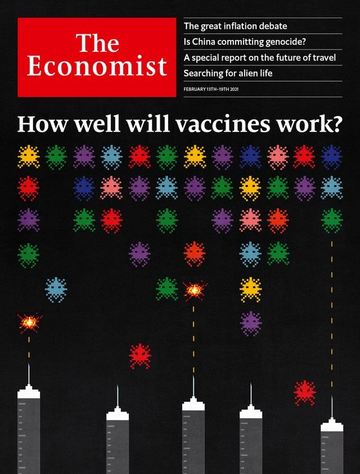 The
Economist
The great inflation debate
Is China committing genocide?
A special report on the future of travel
Searching for alien life
FEBRUARY 13TH–19TH 2021
How well will vaccines work?